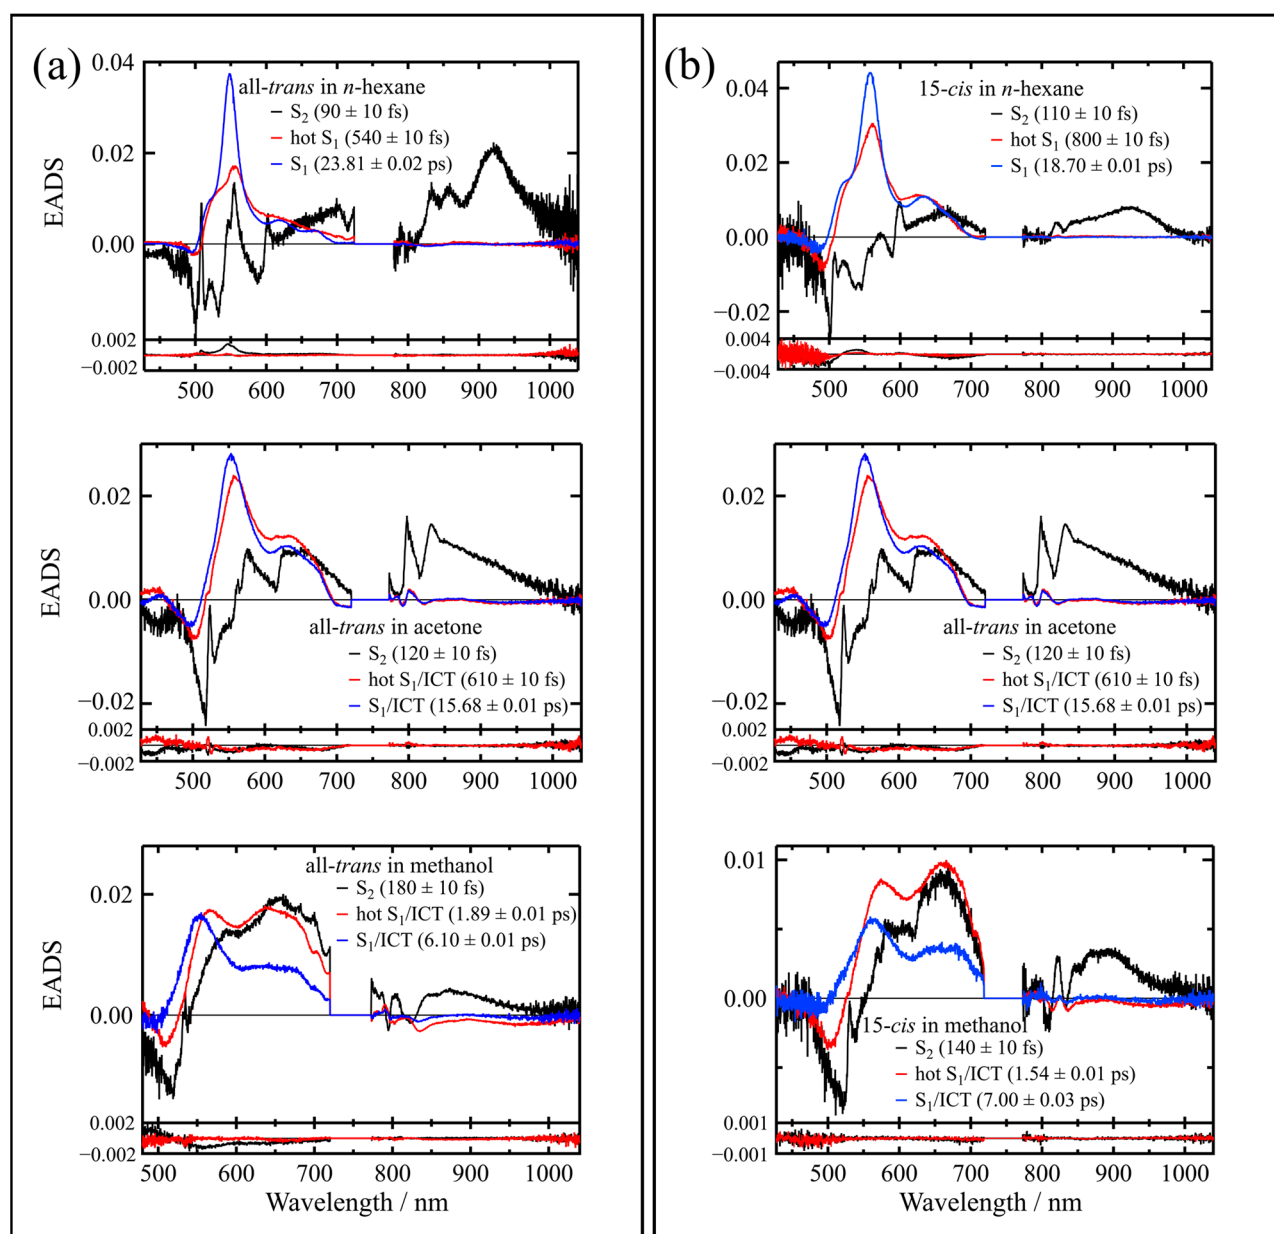 (a)
0.04
0.02
0.00
EADS
all-trans in n-hexane
S2 (90 ± 10 fs)
hot S1 (540 ± 10 fs)
S1 (23.81 ± 0.02 ps)
0.002
−0.002
500 600 700 800 900 1000
0.02
0.00
−0.02
EADS
all-trans in acetone
S2 (120 ± 10 fs)
hot S1/ICT (610 ± 10 fs)
S1/ICT (15.68 ± 0.01 ps)
0.002
−0.002
500 600 700 800 900 1000
0.02
0.00
EADS
all-trans in methanol
S2 (180 ± 10 fs)
hot S1/ICT (1.89 ± 0.01 ps)
S1/ICT (6.10 ± 0.01 ps)
0.002
−0.002
500 600 700 800 900 1000
Wavelength / nm
(b)
0.04
0.02
0.00
−0.02
15-cis in n-hexane
S2 (110 ± 10 fs)
hot S1 (800 ± 10 fs)
S1 (18.70 ± 0.01 ps)
0.004
−0.004
500 600 700 800 900 1000
0.02
0.00
−0.02
all-trans in acetone
S2 (120 ± 10 fs)
hot S1/ICT (610 ± 10 fs)
S1/ICT (15.68 ± 0.01 ps)
0.002
−0.002
500 600 700 800 900 1000
0.01
0.00
15-cis in methanol
S2 (140 ± 10 fs)
hot S1/ICT (1.54 ± 0.01 ps)
S1/ICT (7.00 ± 0.03 ps)
0.001
−0.001
500 600 700 800 900 1000
Wavelength / nm